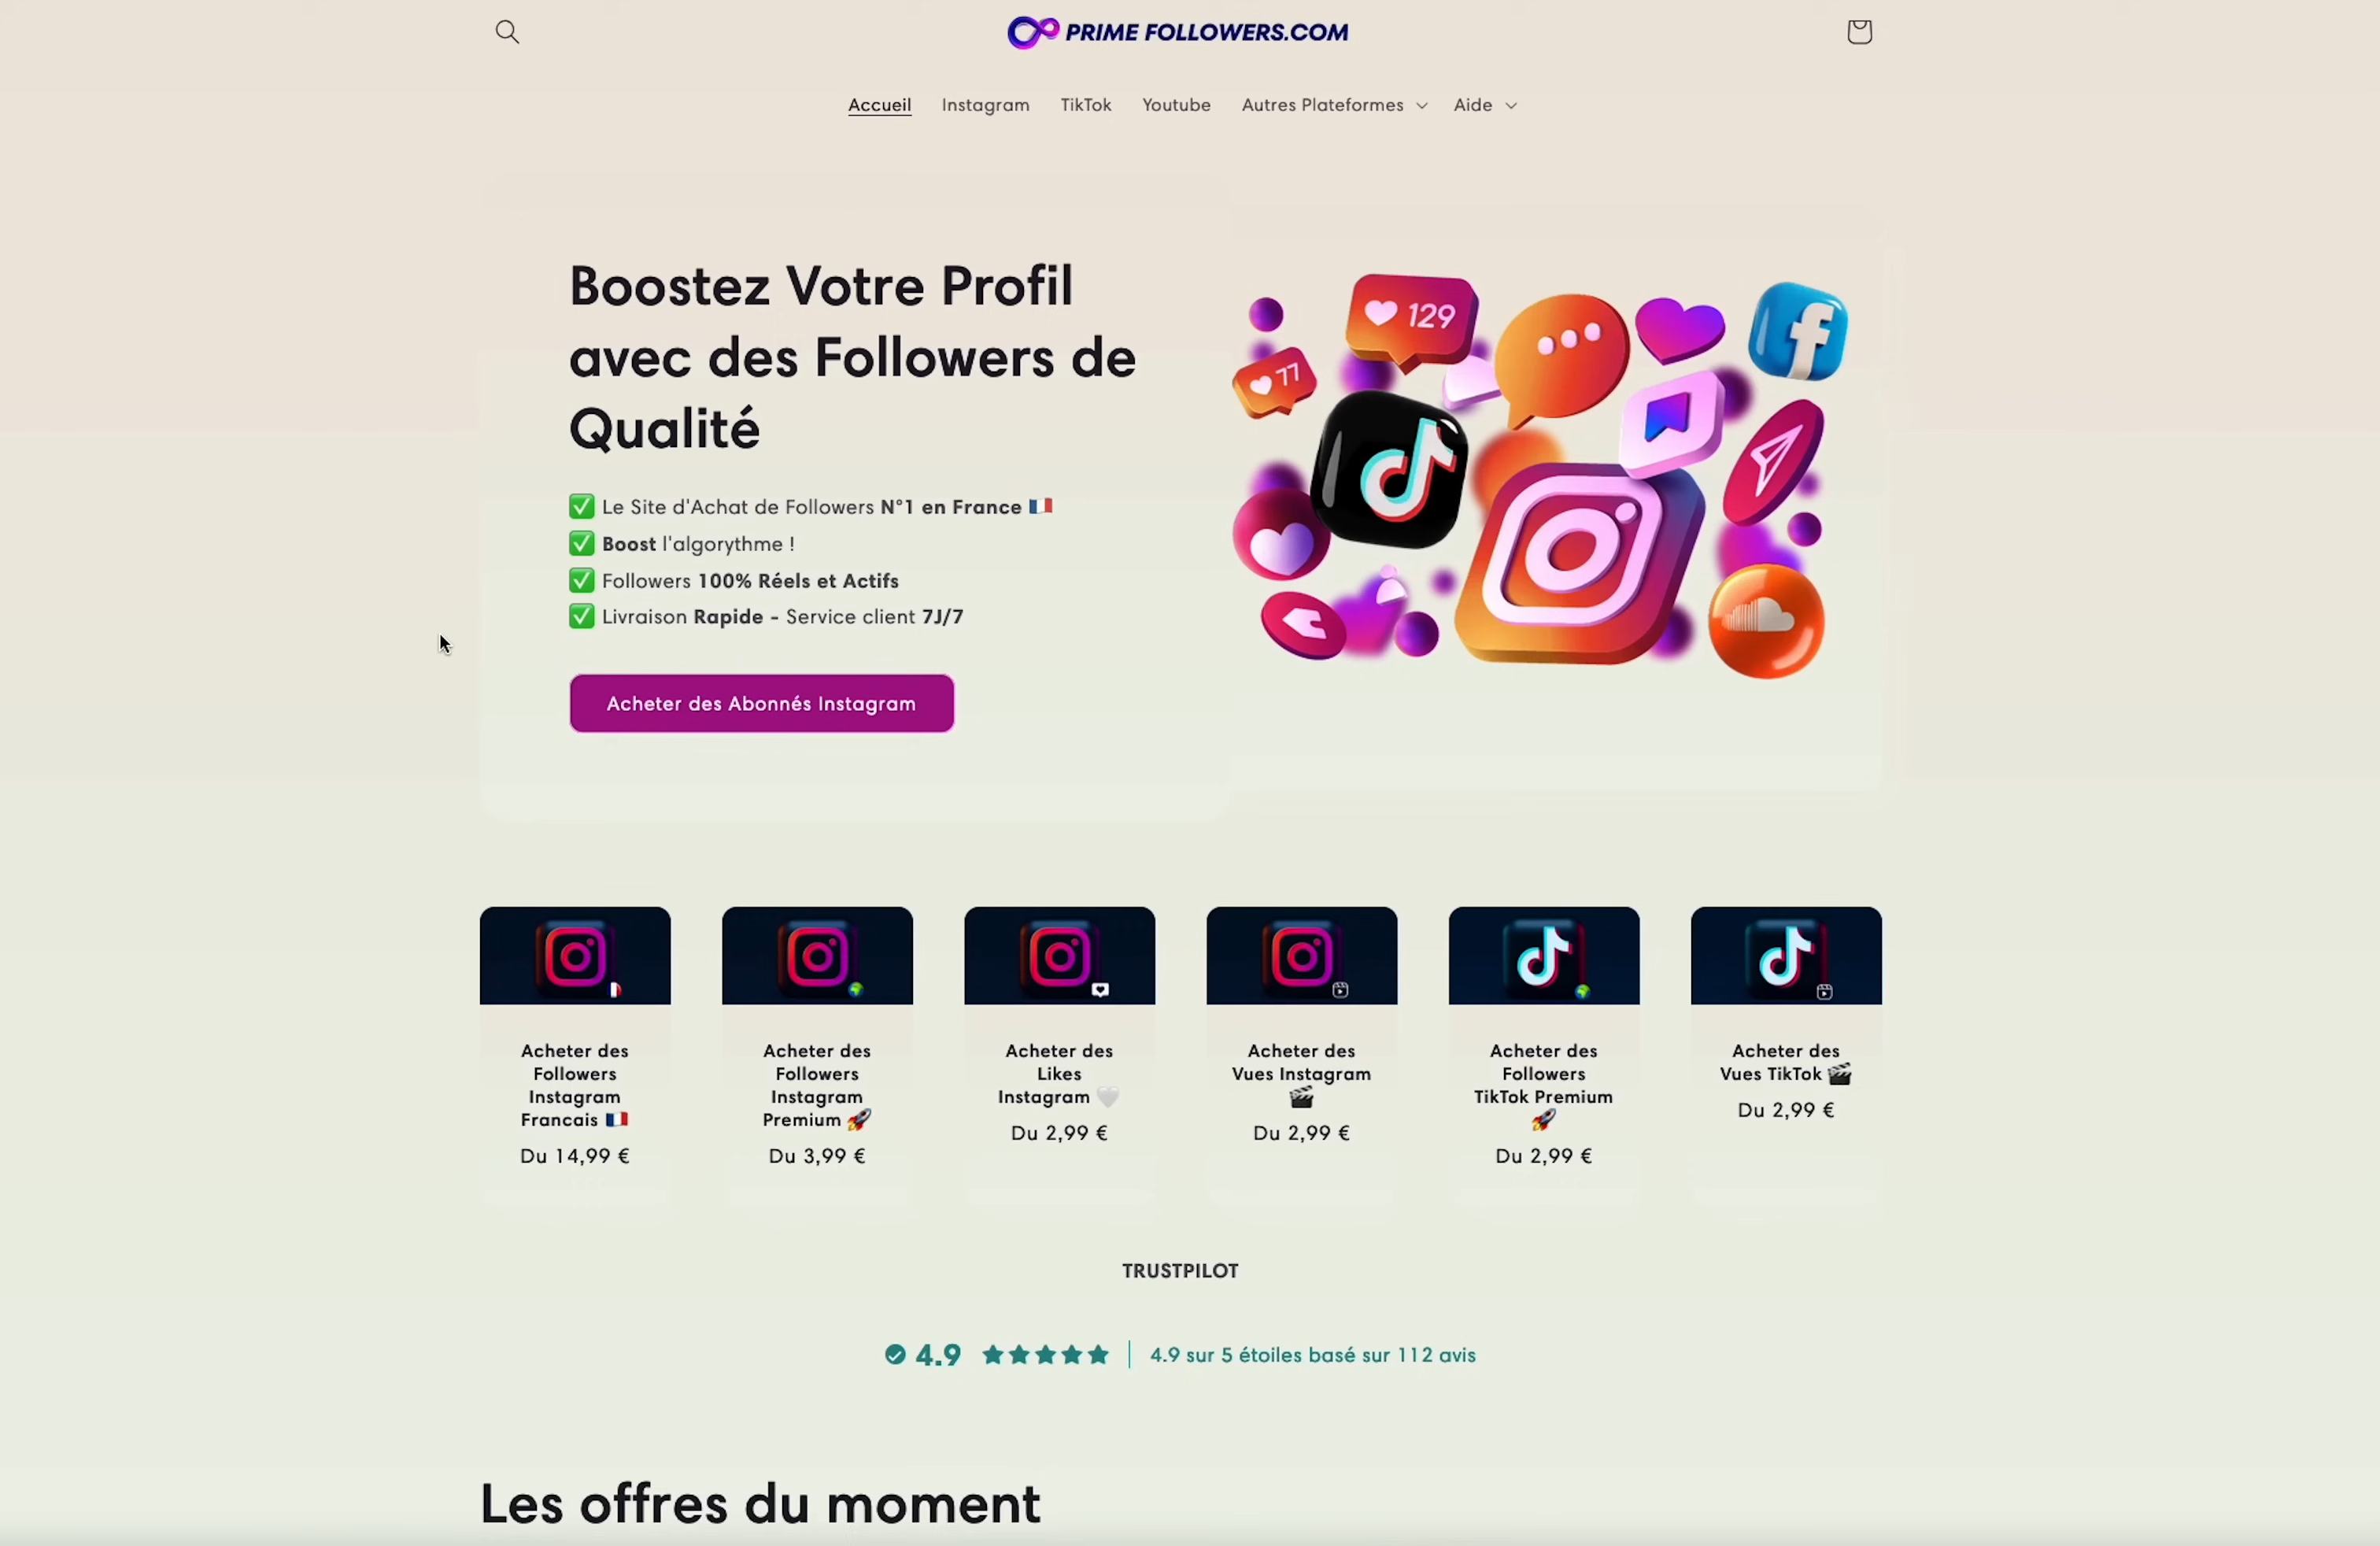 PRIME FOLLOWERS.COM
Accueil Instagram TikTok Youtube Autres Plateformes Aide
Boostez Votre Profil
avec des Followers de
Qualité
✅ Le Site d'Achat de Followers N°1 en France 🇫🇷
✅ Boost l'algorythme !
✅ Followers 100% Réels et Actifs
✅ Livraison Rapide - Service client 7J/7
Acheter des Abonnés Instagram
129
77
Acheter des
Followers
Instagram
Francais 🇫🇷
Du 14,99 €
Acheter des
Followers
Instagram
Premium 🚀
Du 3,99 €
Acheter des
Likes
Instagram 🤍
Du 2,99 €
Acheter des
Vues Instagram
🎬
Du 2,99 €
Acheter des
Followers
TikTok Premium
🚀
Du 2,99 €
Acheter des
Vues TikTok 🎬
Du 2,99 €
TRUSTPILOT
4.9 ★★★★★ | 4.9 sur 5 étoiles basé sur 112 avis
Les offres du moment